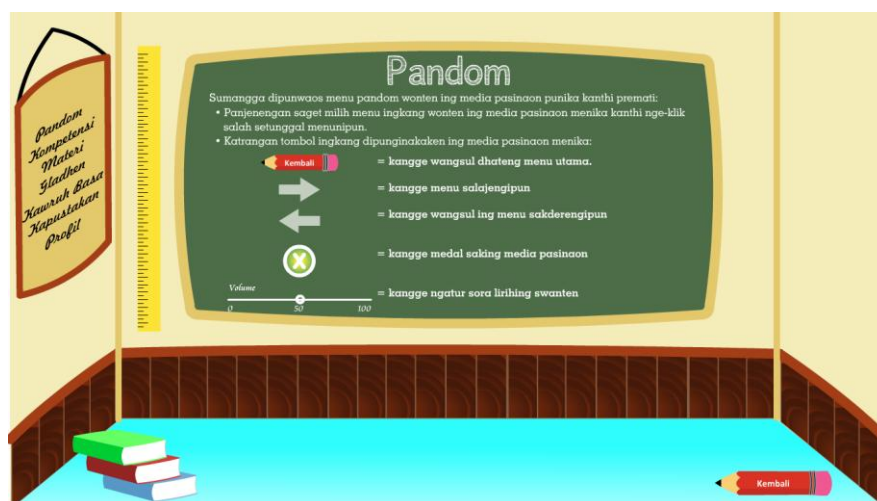 Pandom
Kompetensi
Materi
Gladhen
Kawruh Basa
Kapustakan
Profil
Pandom
Sumangga dipunwaos menu pandom wonten ing media pasinaon punika kanthi premati:
• Panjenengan saget milih menu ingkang wonten ing media pasinaon menika kanthi nge-klik
salah setunggal menunipun.
• Katrangan tombol ingkang dipunginakaken ing media pasinaon menika:
Kembali = kangge wangsul dhateng menu utama.
= kangge menu salajengipun
= kangge wangsul ing menu sakderengipun
X = kangge medal saking media pasinaon
Volume
= kangge ngatur sora lirihing swanten
0 50 100
Kembali